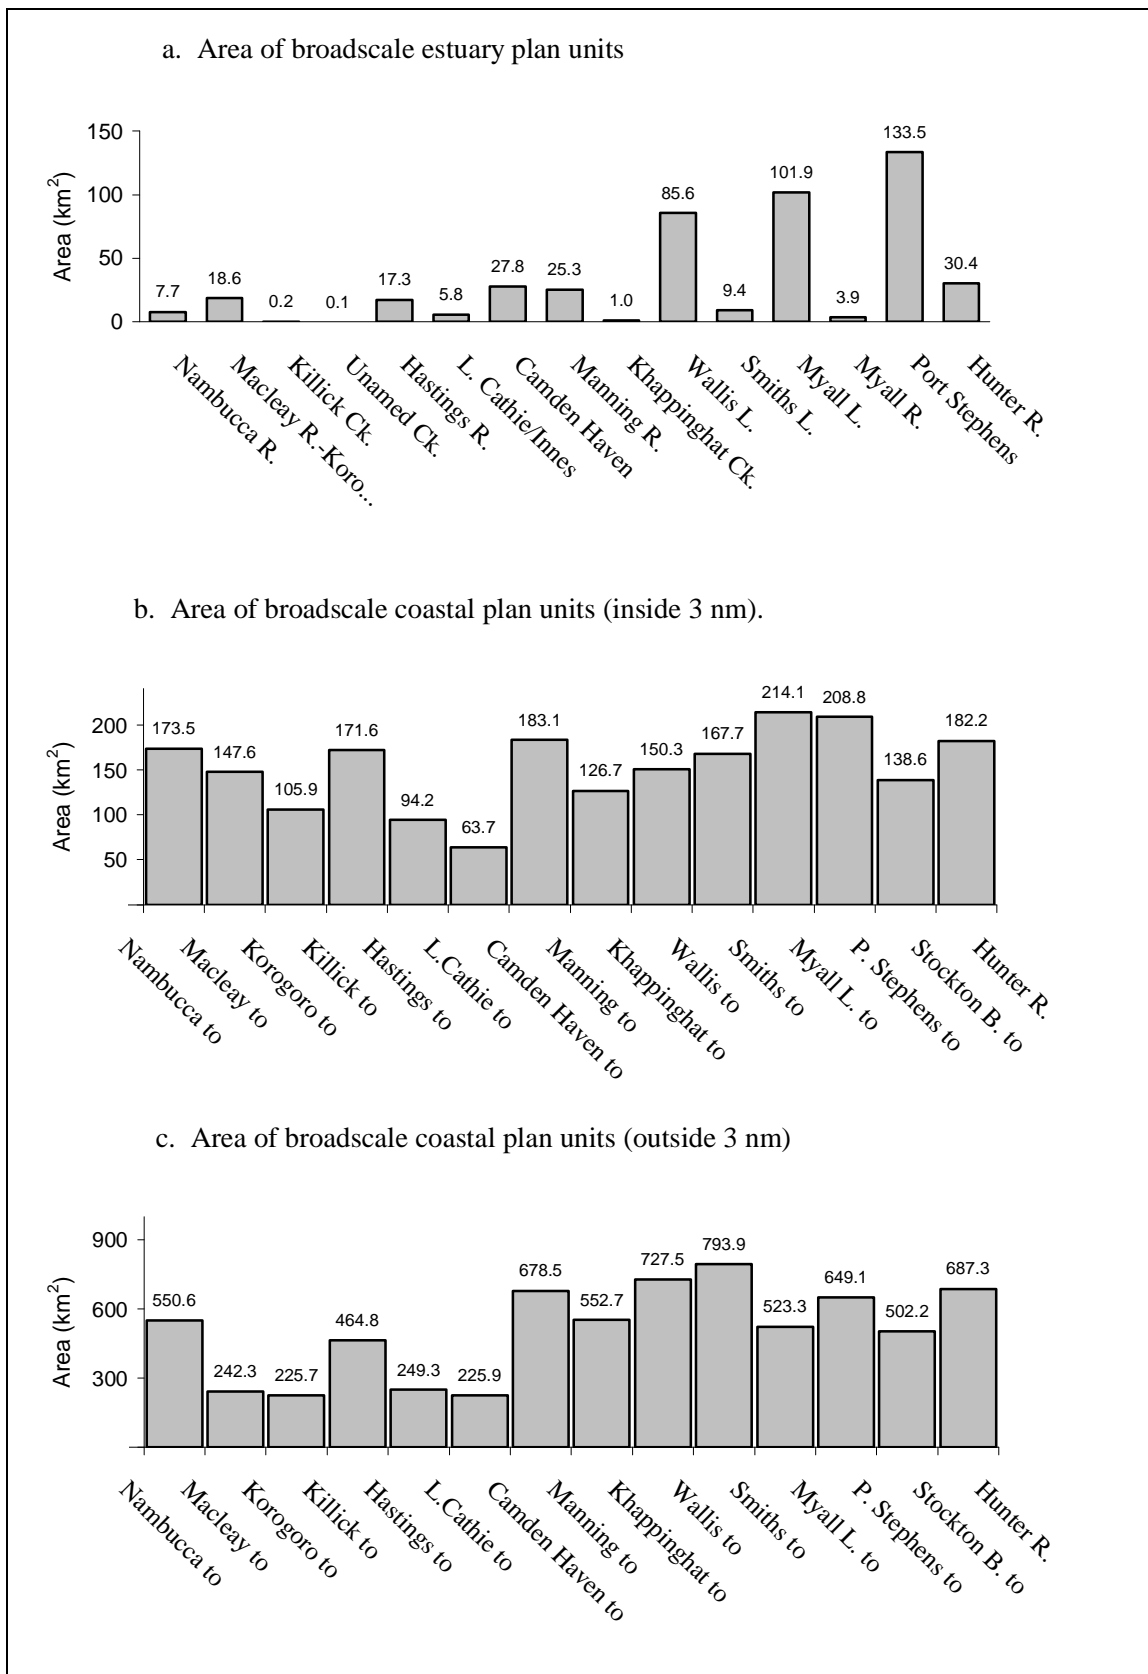 a. Area of broadscale estuary plan units
Area (km²)
150
100
50
0
7.7
18.6
0.2
0.1
17.3
5.8
27.8
25.3
1.0
85.6
9.4
101.9
3.9
133.5
30.4
Nambucca R.
Macleay R.-Koro...
Killick Ck.
Unamed Ck.
Hastings R.
L. Cathie/Innes
Camden Haven
Manning R.
Khappinghat Ck.
Wallis L.
Smiths L.
Myall L.
Myall R.
Port Stephens
Hunter R.
b. Area of broadscale coastal plan units (inside 3 nm).
Area (km²)
200
150
100
50
173.5
147.6
105.9
171.6
94.2
63.7
183.1
126.7
150.3
167.7
214.1
208.8
138.6
182.2
Nambucca to
Macleay to
Korogoro to
Killick to
Hastings to
L.Cathie to
Camden Haven to
Manning to
Khappinghat to
Wallis to
Smiths to
Myall L. to
P. Stephens to
Stockton B. to
Hunter R.
c. Area of broadscale coastal plan units (outside 3 nm)
Area (km²)
900
600
300
550.6
242.3
225.7
464.8
249.3
225.9
678.5
552.7
727.5
793.9
523.3
649.1
502.2
687.3
Nambucca to
Macleay to
Korogoro to
Killick to
Hastings to
L.Cathie to
Camden Haven to
Manning to
Khappinghat to
Wallis to
Smiths to
Myall L. to
P. Stephens to
Stockton B. to
Hunter R.